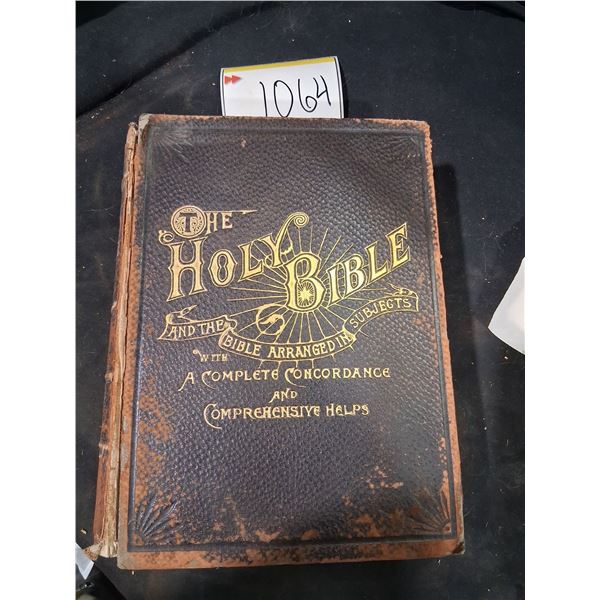 1064
THE
HOLY BIBLE
AND THE BIBLE ARRANGED IN SUBJECTS
WITH
A COMPLETE CONCORDANCE
AND
COMPREHENSIVE HELPS